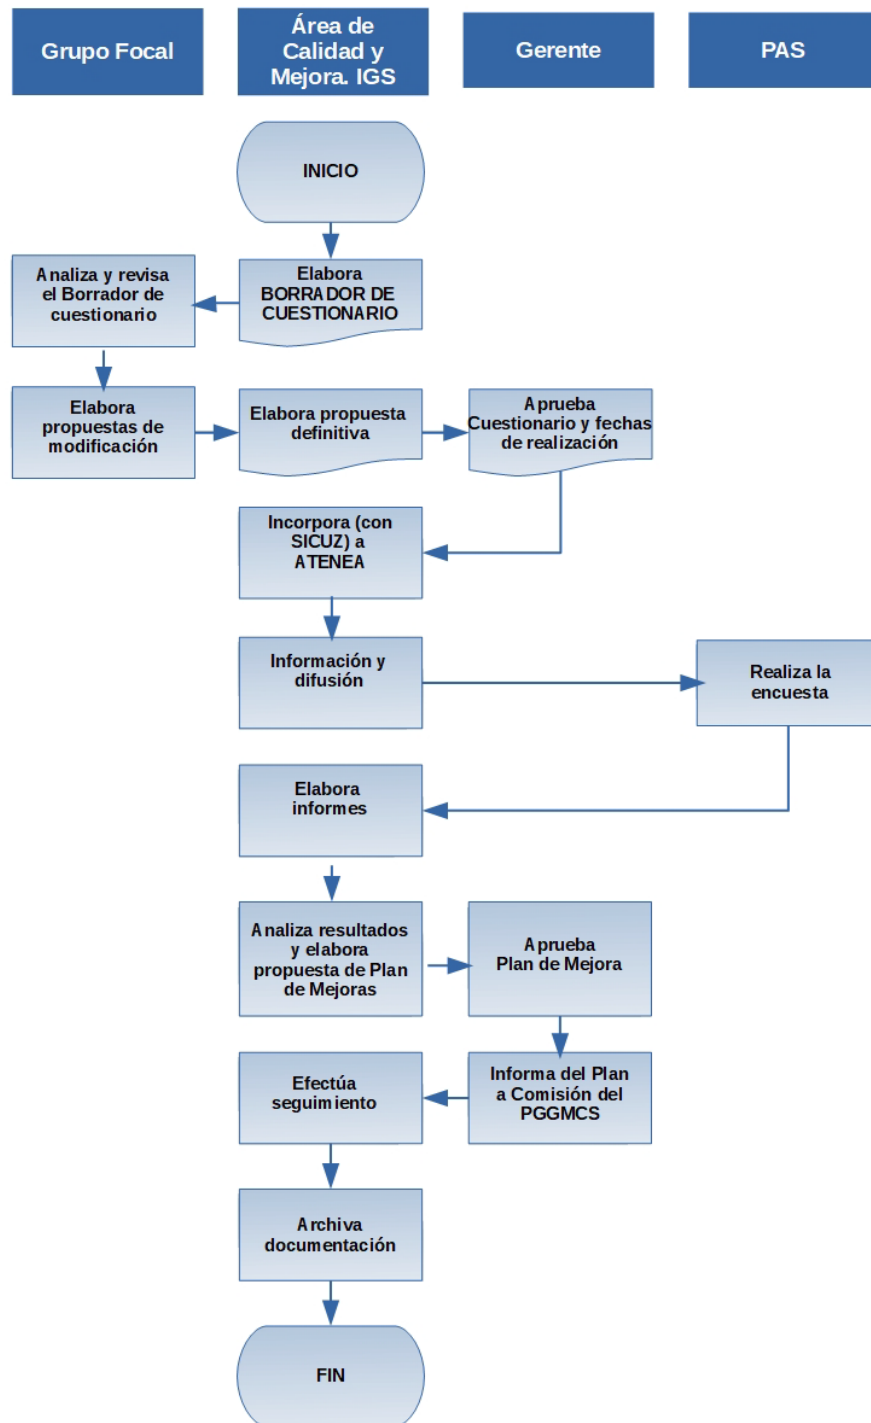 Grupo Focal
Área de
Calidad y
Mejora. IGS
Gerente
PAS
INICIO
Analiza y revisa
el Borrador de
cuestionario
Elabora
BORRADOR DE
CUESTIONARIO
Elabora
propuestas de
modificación
Elabora propuesta
definitiva
Aprueba
Cuestionario y fechas
de realización
Incorpora (con
SICUZ) a
ATENEA
Información y
difusión
Realiza la
encuesta
Elabora
informes
Analiza resultados
y elabora
propuesta de Plan
de Mejoras
Aprueba
Plan de Mejora
Efectúa
seguimiento
Informa del Plan
a Comisión del
PGGMCS
Archiva
documentación
FIN